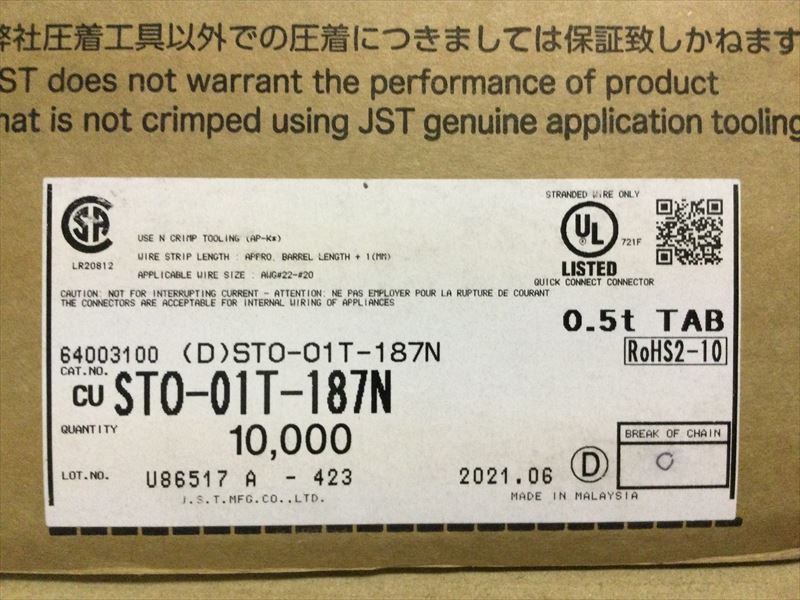 弊社圧着工具以外での圧着につきましては保証致しかねます
ST does not warrant the performance of product
hat is not crimped using JST genuine application tooling
SA
LR20812
USE N CRIMP TOOLING (AP-K※)
WIRE STRIP LENGTH : APPRO. BARREL LENGTH + 1(MM)
APPLICABLE WIRE SIZE : AWG#22-#20
STRANDED WIRE ONLY
UL
721F
LISTED
QUICK CONNECT CONNECTOR
CAUTION: NOT FOR INTERRUPTING CURRENT - ATTENTION: NE PAS EMPLOYER POUR LA RUPTURE DE COURANT
THE CONNECTORS ARE ACCEPTABLE FOR INTERNAL WIRING OF APPLIANCES
0.5t TAB
64003100 (D)STO-01T-187N
RoHS2-10
CAT.NO.
CU STO-01T-187N
QUANTITY
10,000
BREAK OF CHAIN
0
LOT.NO.
U86517 A - 423
2021.06
D
J.S.T.MFG.CO.,LTD.
MADE IN MALAYSIA